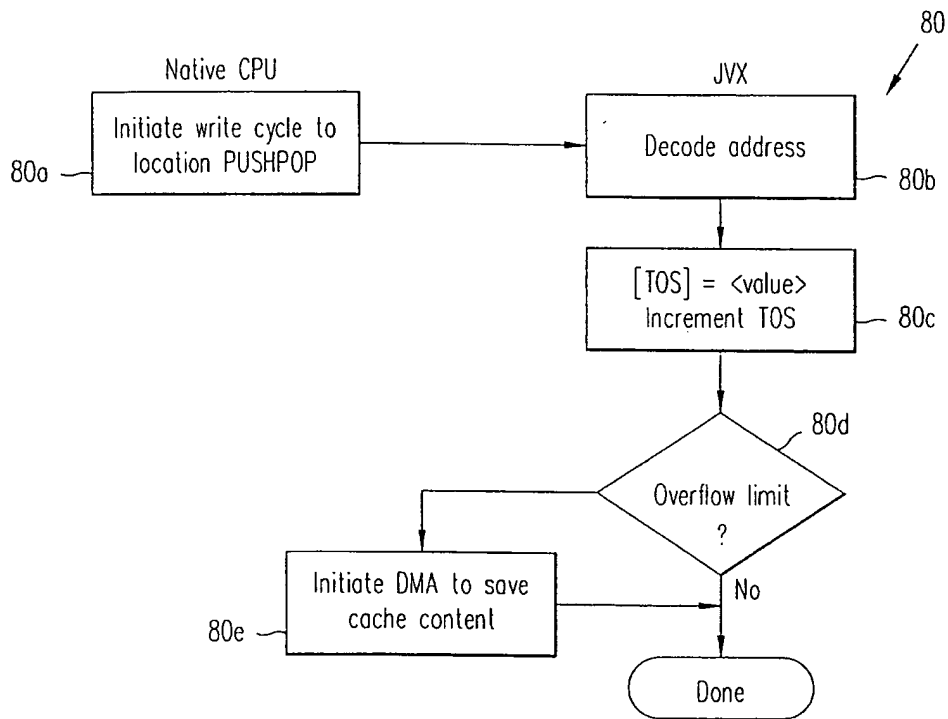 80
Native CPU
JVX
Initiate write cycle to
location PUSHPOP
80a
Decode address
80b
[TOS] = <value>
Increment TOS
80c
80d
Overflow limit
?
Initiate DMA to save
cache content
80e
No
Done